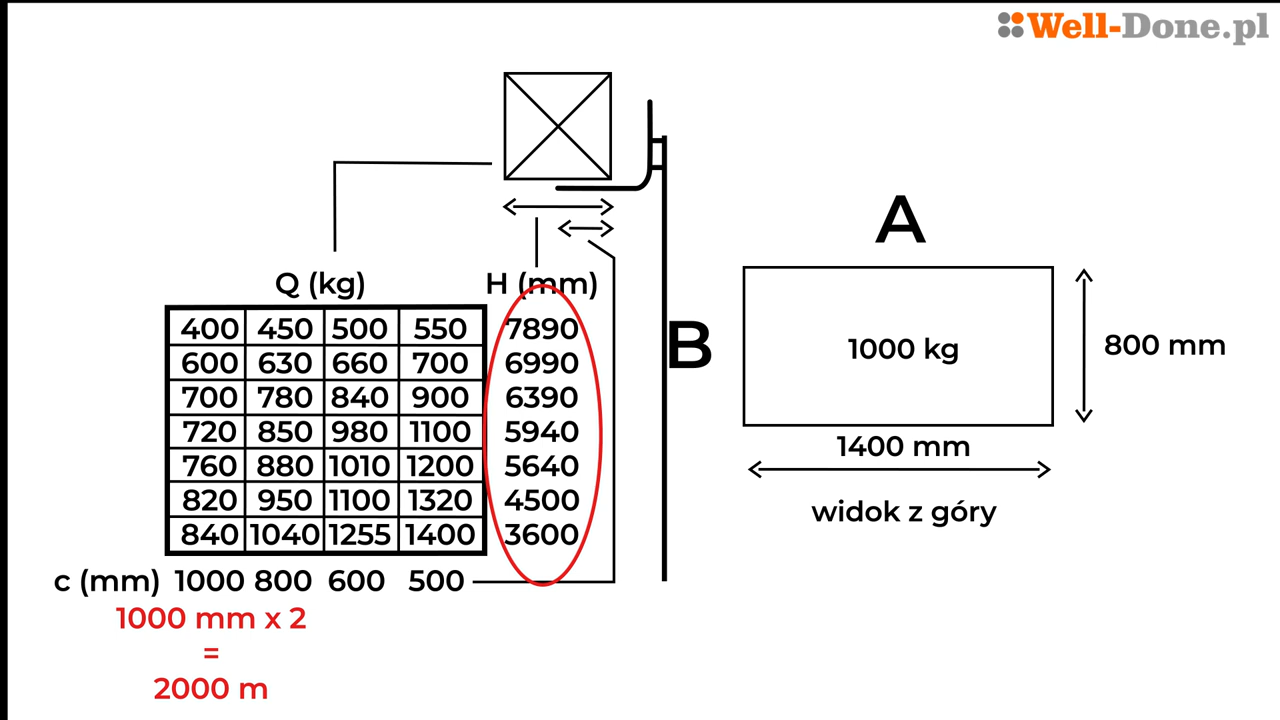 Well-Done.pl
A
Q (kg) H (mm)
400 450 500 550 7890
600 630 660 700 6990
700 780 840 900 6390
720 850 980 1100 5940
760 880 1010 1200 5640
820 950 1100 1320 4500
840 1040 1255 1400 3600
c (mm) 1000 800 600 500
1000 mm x 2
=
2000 m
B
1000 kg
800 mm
1400 mm
widok z góry